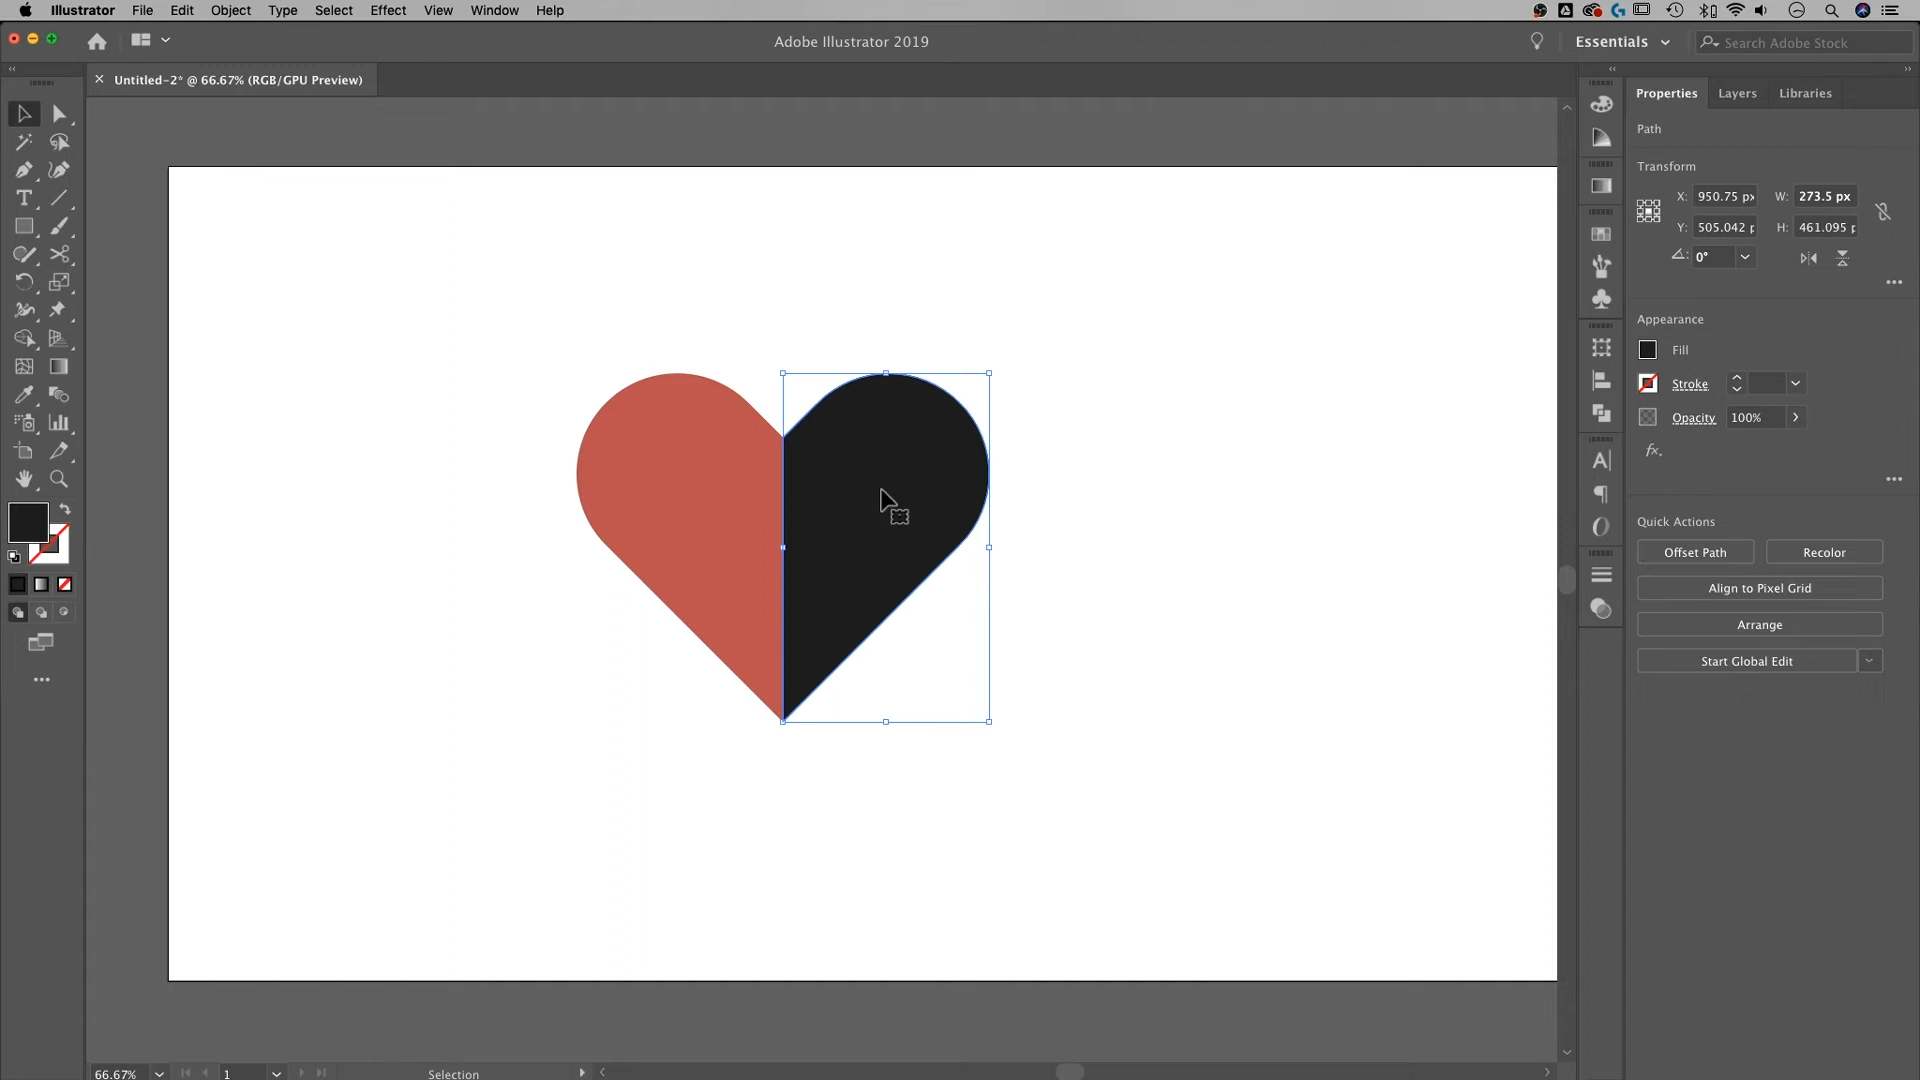 Illustrator File Edit Object Type Select Effect View Window Help
Adobe Illustrator 2019
Essentials
Search Adobe Stock
Untitled-2* @ 66.67% (RGB/GPU Preview)
Properties Layers Libraries
Path
Transform
X: 950.75 px W: 273.5 px
Y: 505.042 p H: 461.095 p
0°
Appearance
Fill
Stroke
Opacity 100%
fx.
Quick Actions
Offset Path Recolor
Align to Pixel Grid
Arrange
Start Global Edit
66.67% 1 Selection